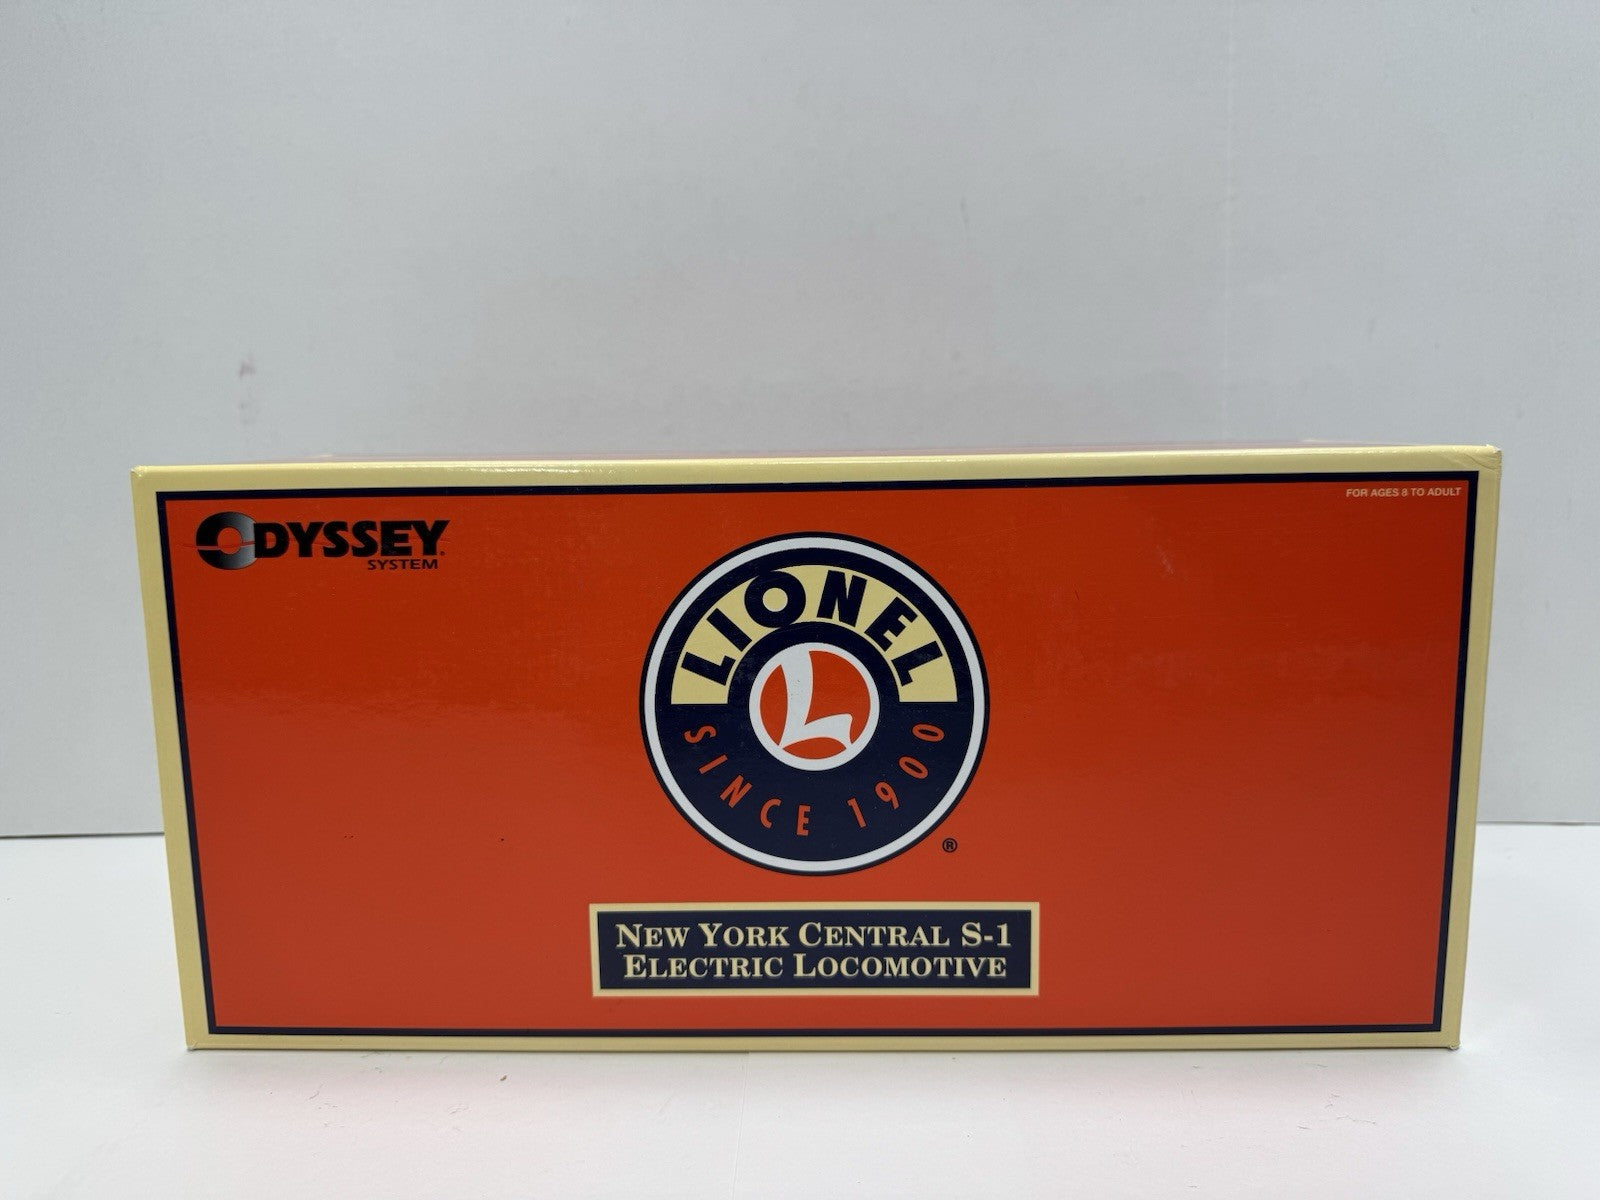 ODYSSEY
SYSTEM
FOR AGES 8 TO ADULT
LIONEL
L
SINCE 1900
®
NEW YORK CENTRAL S-1
ELECTRIC LOCOMOTIVE